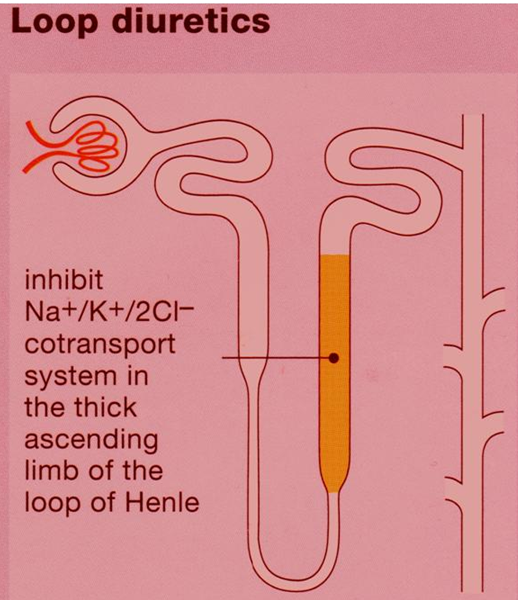 Loop diuretics
inhibit
Na+/K+/2Cl−
cotransport
system in
the thick
ascending
limb of the
loop of Henle